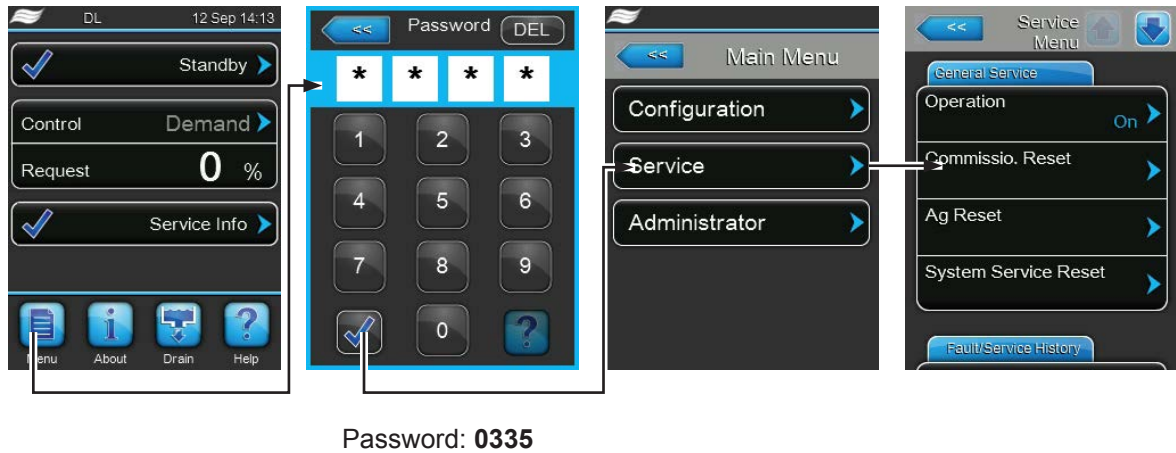 DL 12 Sep 14:13
Standby
Control Demand
Request 0 %
Service Info
Menu About Drain Help
<< Password DEL
* * * *
1 2 3
4 5 6
7 8 9
0 ?
<< Main Menu
Configuration
Service
Administrator
<< Service
Menu
General Service
Operation
On
Commissio. Reset
Ag Reset
System Service Reset
Fault/Service History
Password: 0335